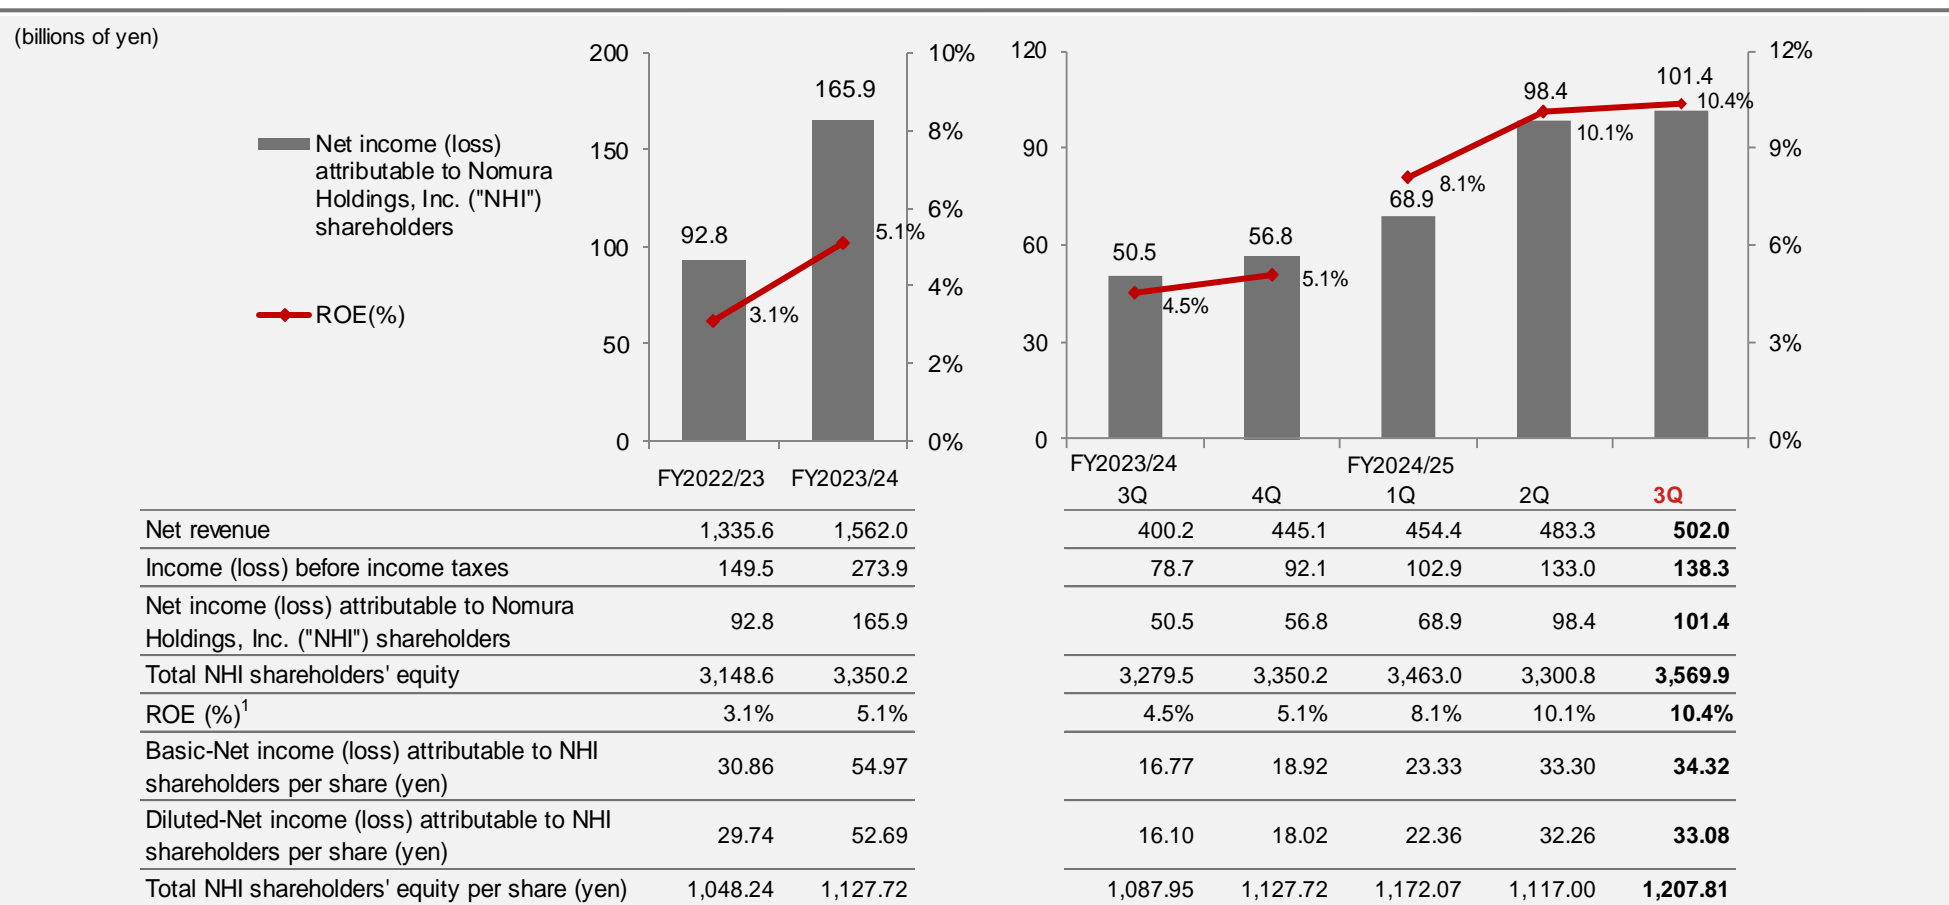 (billions of yen)
200
150
100
50
0
10%
8%
6%
4%
2%
0%
Net income (loss)
attributable to Nomura
Holdings, Inc. ("NHI")
shareholders
ROE(%)
92.8
165.9
3.1%
5.1%
FY2022/23 FY2023/24
120
90
60
30
0
12%
9%
6%
3%
0%
50.5
56.8
68.9
98.4
101.4
4.5%
5.1%
8.1%
10.1%
10.4%
FY2023/24 FY2024/25
3Q 4Q 1Q 2Q 3Q
Net revenue 1,335.6 1,562.0 400.2 445.1 454.4 483.3 502.0
Income (loss) before income taxes 149.5 273.9 78.7 92.1 102.9 133.0 138.3
Net income (loss) attributable to Nomura
Holdings, Inc. ("NHI") shareholders 92.8 165.9 50.5 56.8 68.9 98.4 101.4
Total NHI shareholders' equity 3,148.6 3,350.2 3,279.5 3,350.2 3,463.0 3,300.8 3,569.9
ROE (%)1 3.1% 5.1% 4.5% 5.1% 8.1% 10.1% 10.4%
Basic-Net income (loss) attributable to NHI
shareholders per share (yen) 30.86 54.97 16.77 18.92 23.33 33.30 34.32
Diluted-Net income (loss) attributable to NHI
shareholders per share (yen) 29.74 52.69 16.10 18.02 22.36 32.26 33.08
Total NHI shareholders' equity per share (yen) 1,048.24 1,127.72 1,087.95 1,127.72 1,172.07 1,117.00 1,207.81